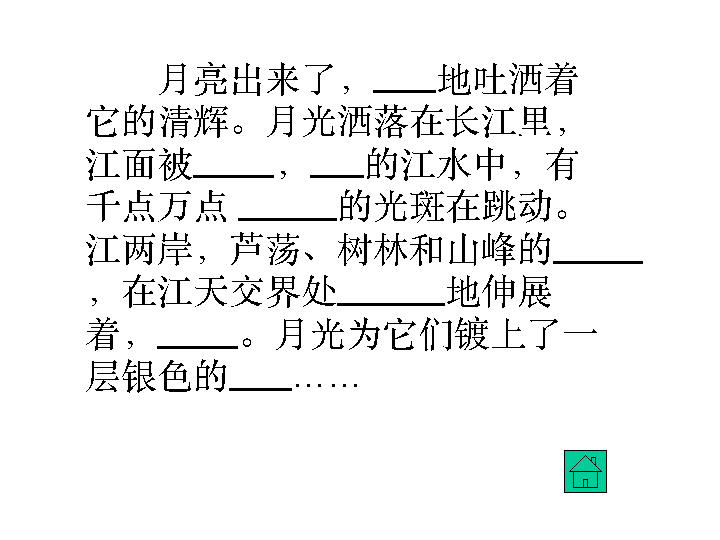 月亮出来了，____地吐洒着
它的清辉。月光洒落在长江里，
江面被_____，____的江水中，有
千点万点 ______的光斑在跳动。
江两岸，芦荡、树林和山峰的______
，在江天交界处_______地伸展
着，_____。月光为它们镀上了一
层银色的____……